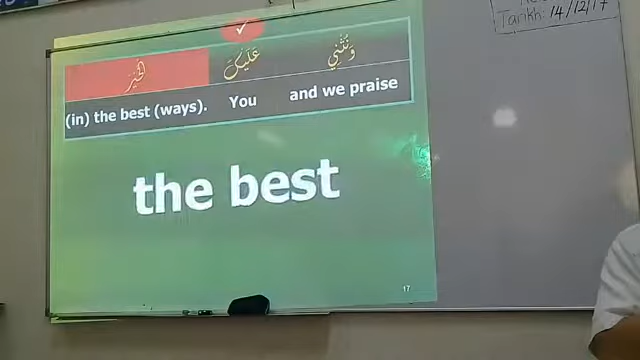 Tarikh: 14/12/17
✓
وَنُثْنِي عَلَيْكَ الْخَيْرَ
(in) the best (ways). You and we praise
the best
17